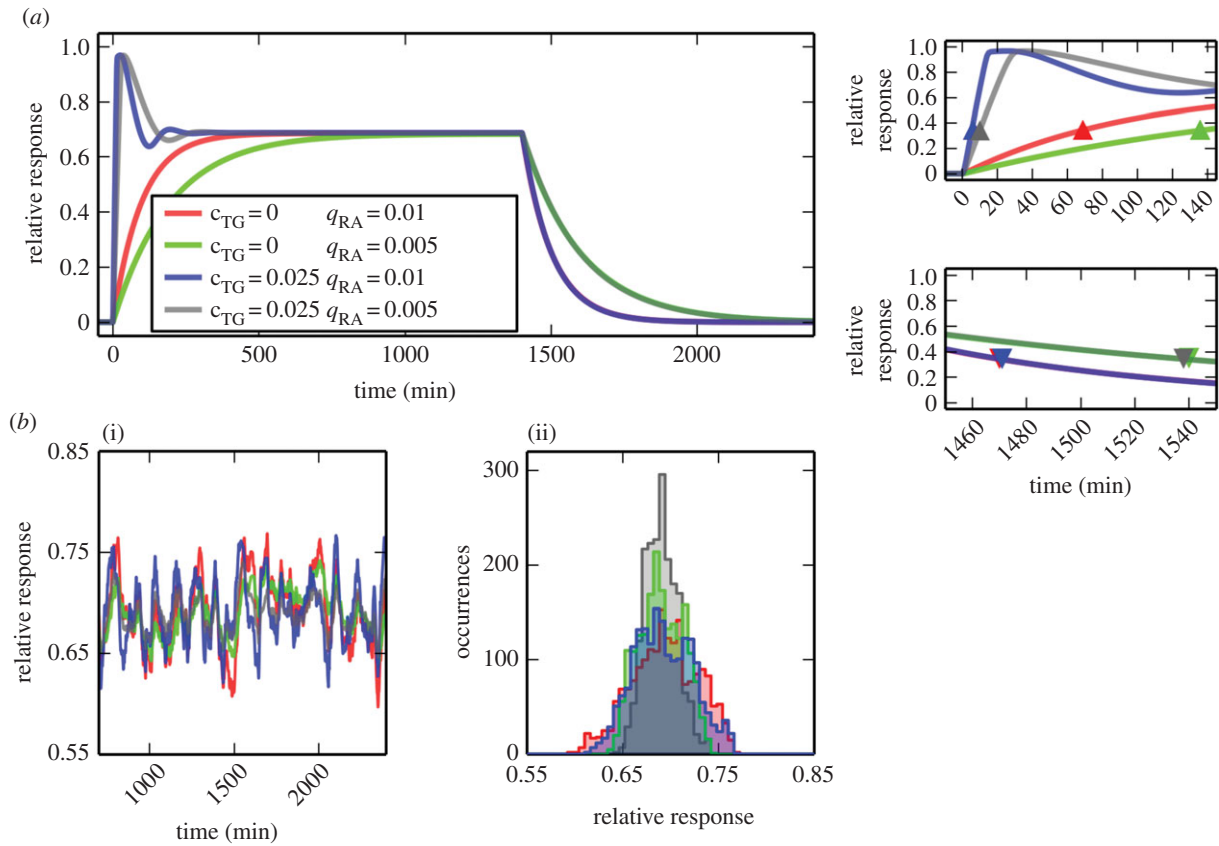 (a)
1.0
0.8
0.6
0.4
0.2
0
relative response
c_TG = 0 q_RA = 0.01
c_TG = 0 q_RA = 0.005
c_TG = 0.025 q_RA = 0.01
c_TG = 0.025 q_RA = 0.005
0 500 1000 1500 2000
time (min)
1.0
0.8
0.6
0.4
0.2
0
relative
response
0 20 40 60 80 100 120 140
1.0
0.8
0.6
0.4
0.2
0
relative
response
1460 1480 1500 1520 1540
time (min)
(b)
(i)
0.85
0.75
0.65
0.55
relative response
1000 1500 2000
time (min)
(ii)
300
200
100
0
occurrences
0.55 0.65 0.75 0.85
relative response